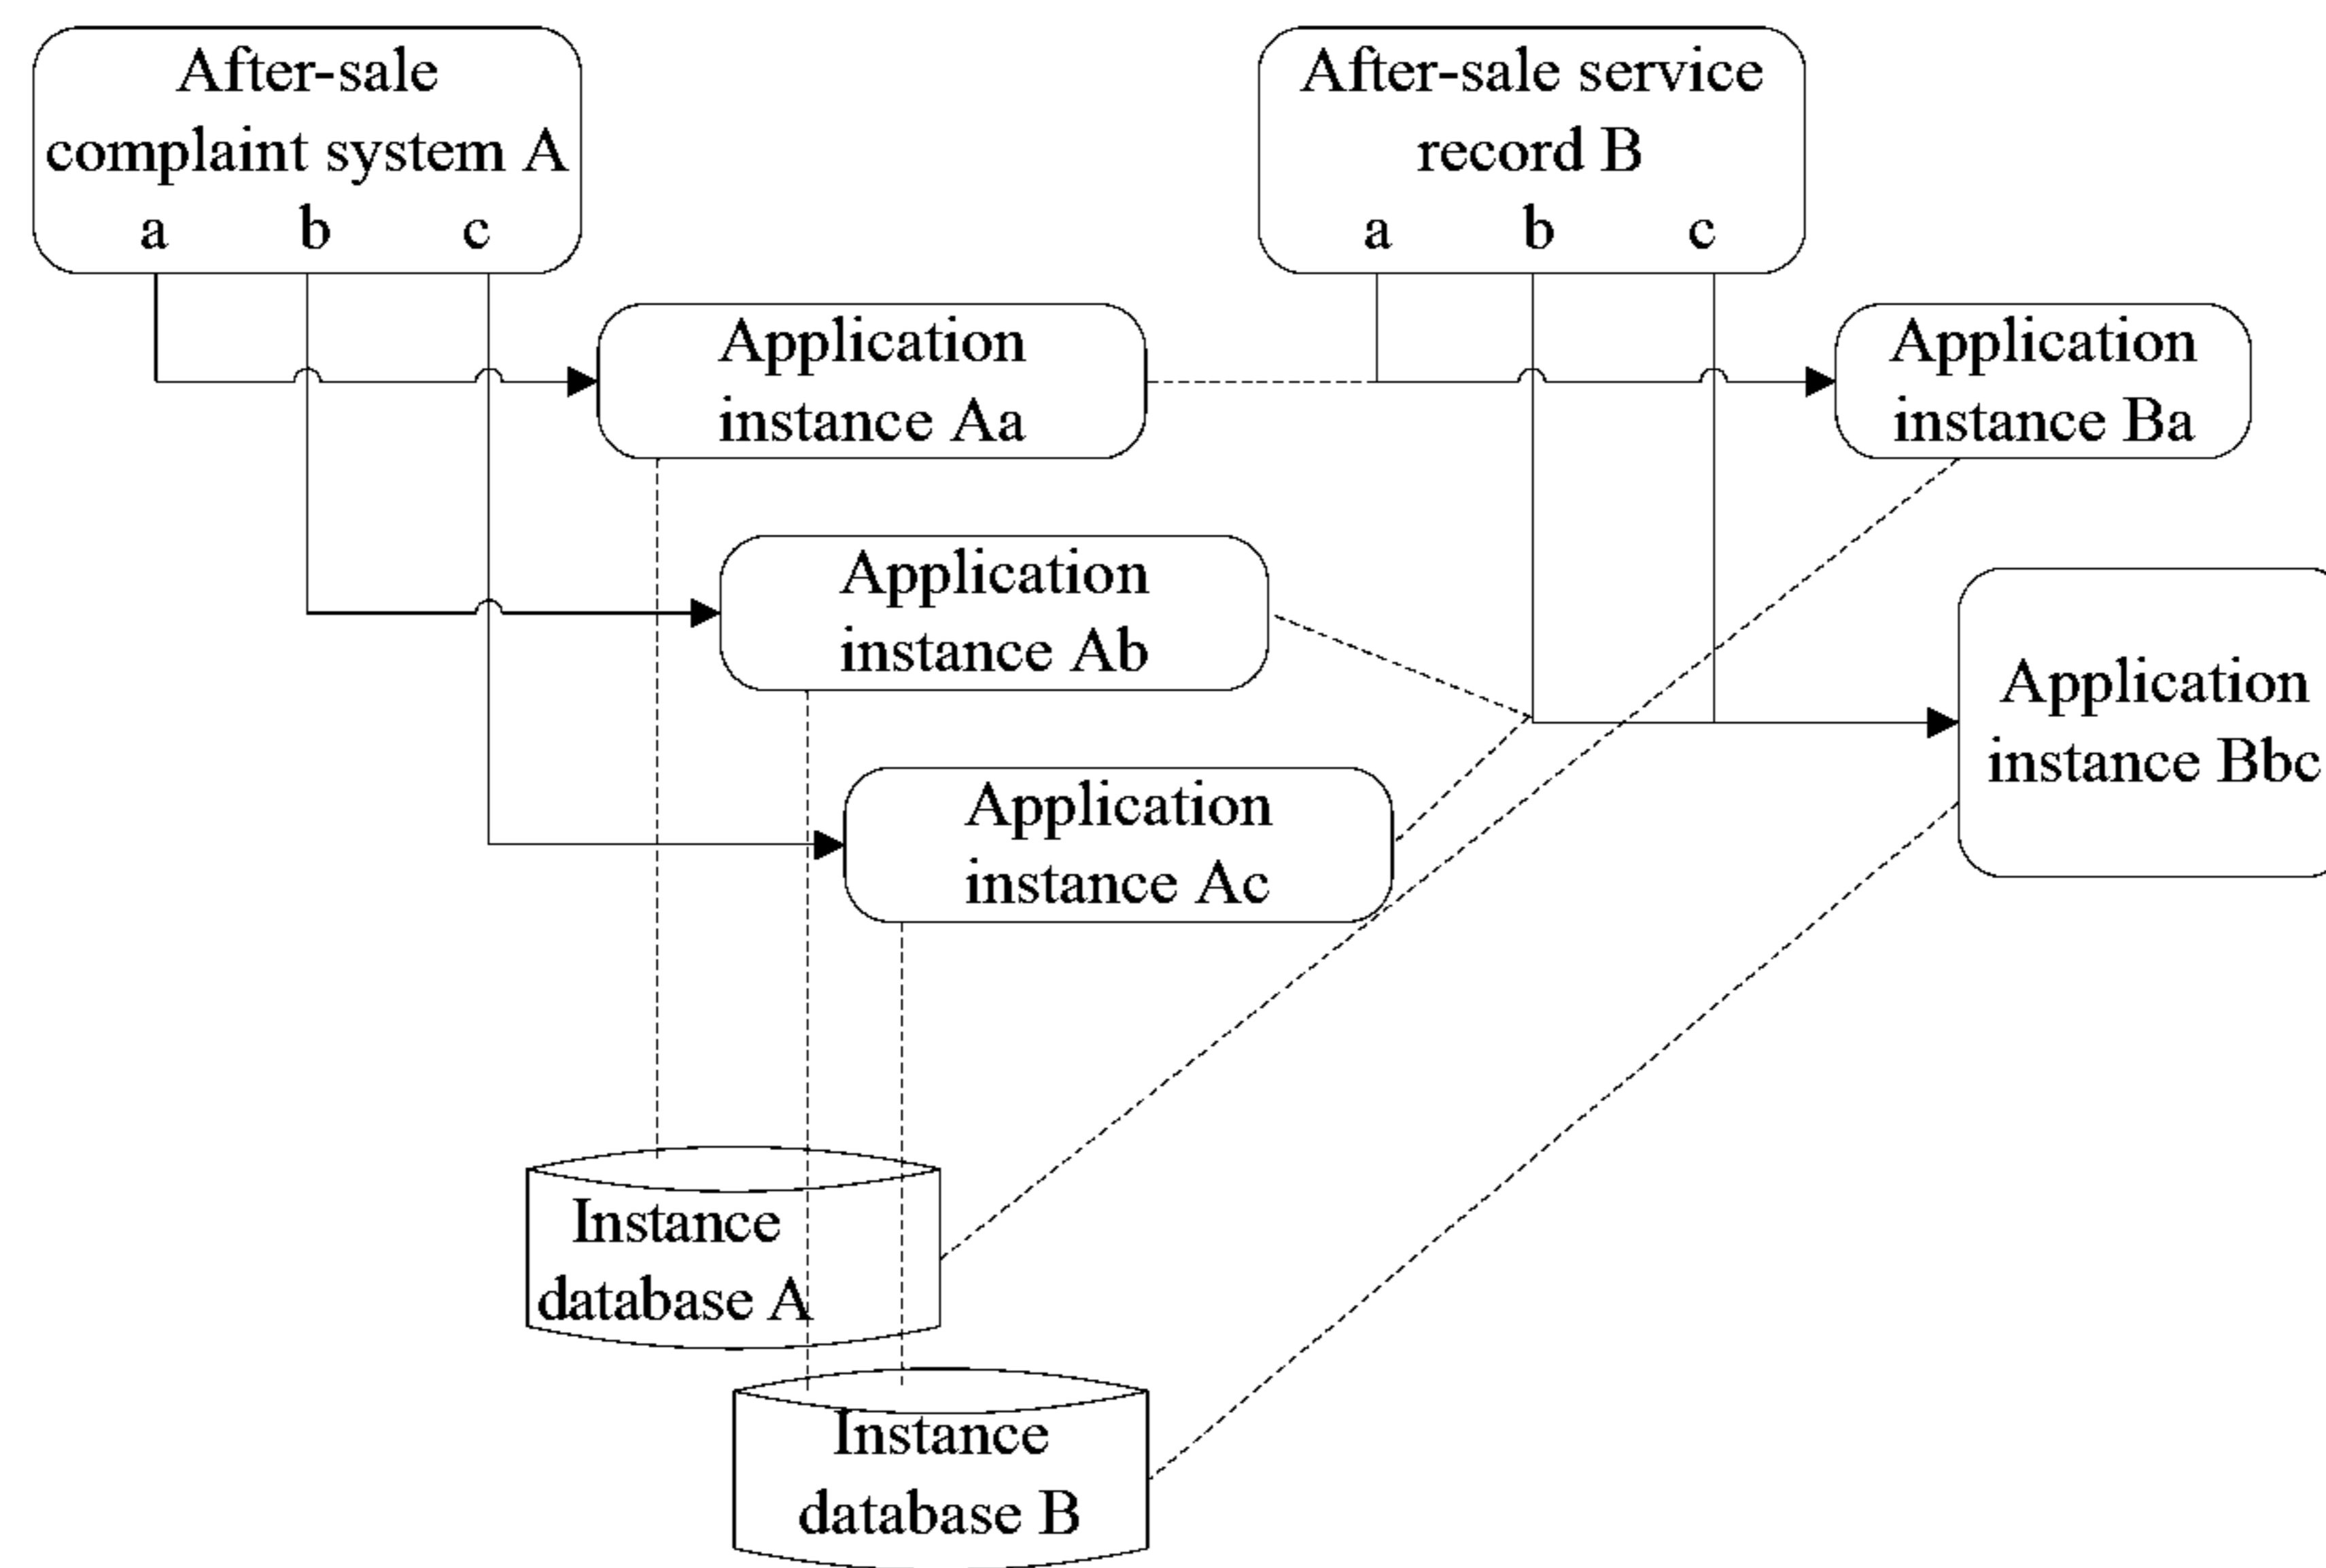 After-sale
complaint system A
a b c
After-sale service
record B
a b c
Application
instance Aa
Application
instance Ba
Application
instance Ab
Application
instance Bbc
Application
instance Ac
Instance
database A
Instance
database B